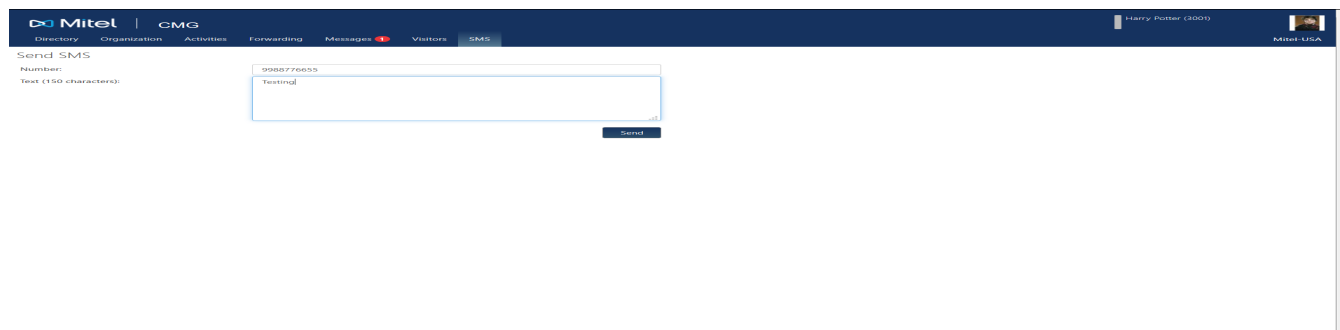 Mitel | CMG
Harry Potter (3001)
Directory Organization Activities Forwarding Messages 1 Visitors SMS
Mitel-USA
Send SMS
Number: 9988776655
Text (150 characters): Testing
Send